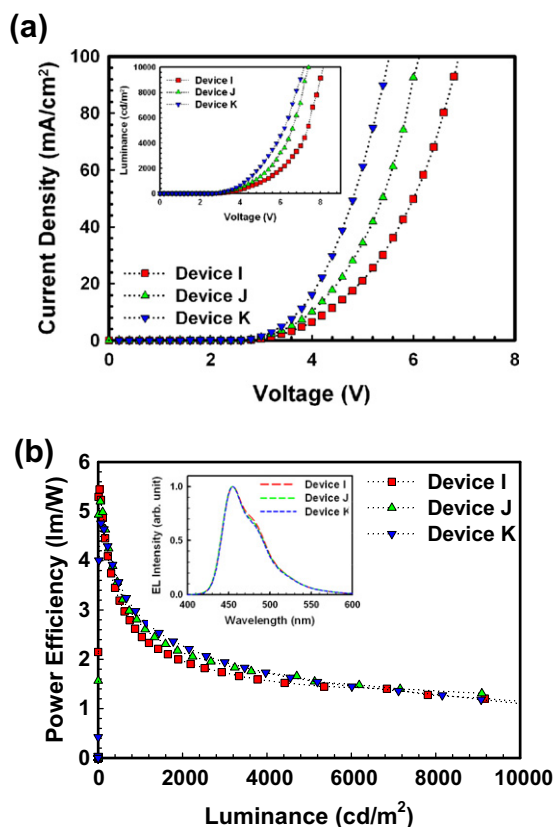 (a)
Current Density (mA/cm²)
100
80
60
40
20
0
0 2 4 6 8
Voltage (V)
Device I
Device J
Device K
Luminance (cd/m²)
10000
8000
6000
4000
2000
0
0 2 4 6 8
Voltage (V)
Device I
Device J
Device K
(b)
Power Efficiency (lm/W)
6
5
4
3
2
1
0
0 2000 4000 6000 8000 10000
Luminance (cd/m²)
Device I
Device J
Device K
EL Intensity (arb. unit)
1.0
0.5
0.0
400 450 500 550 600
Wavelength (nm)
Device I
Device J
Device K